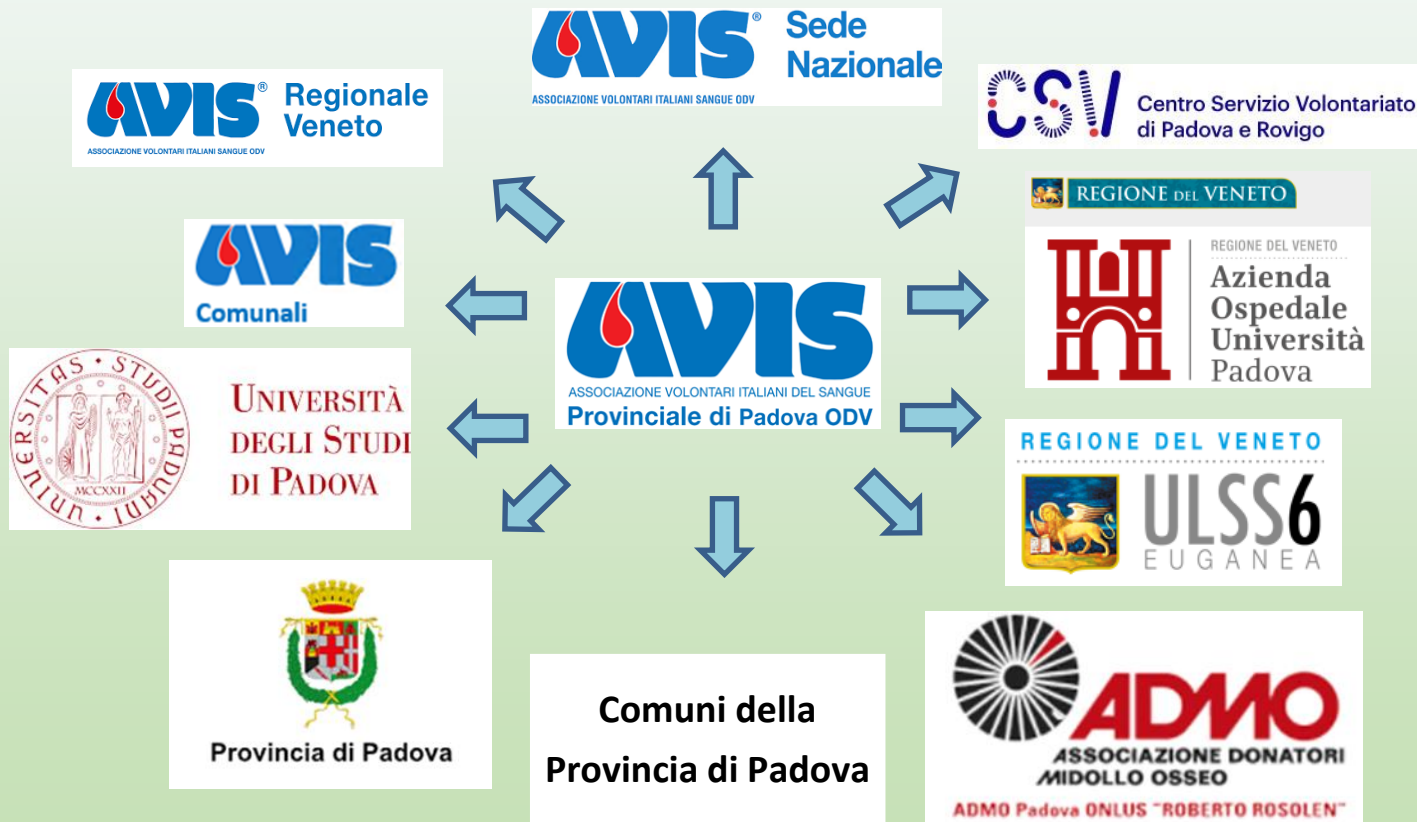 AVIS® Sede
Nazionale
ASSOCIAZIONE VOLONTARI ITALIANI SANGUE ODV
AVIS® Regionale
Veneto
ASSOCIAZIONE VOLONTARI ITALIANI SANGUE ODV
CSV Centro Servizio Volontariato
di Padova e Rovigo
REGIONE DEL VENETO
REGIONE DEL VENETO
Azienda
Ospedale
Università
Padova
AVIS
Comunali
AVIS
ASSOCIAZIONE VOLONTARI ITALIANI DEL SANGUE
Provinciale di Padova ODV
UNIVERSITAS STUDII PADUANI
MCCXXII
UNIVERSITÀ
DEGLI STUDI
DI PADOVA
REGIONE DEL VENETO
ULSS6
EUGANEA
Provincia di Padova
Comuni della
Provincia di Padova
ADMO
ASSOCIAZIONE DONATORI
MIDOLLO OSSEO
ADMO Padova ONLUS "ROBERTO ROSOLEN"